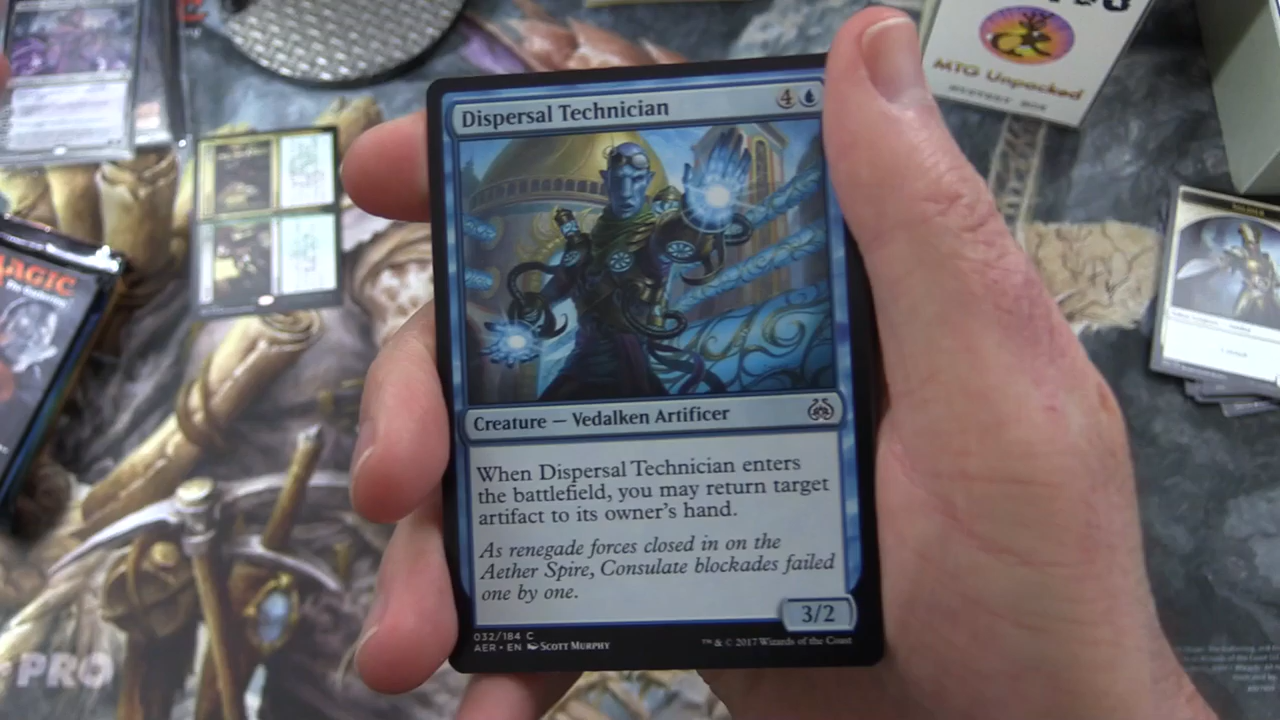 Dispersal Technician
4
Creature — Vedalken Artificer
When Dispersal Technician enters
the battlefield, you may return target
artifact to its owner's hand.
As renegade forces closed in on the
Aether Spire, Consulate blockades failed
one by one.
3/2
032/184 C
AER • EN Scott Murphy
™ & © 2017 Wizards of the Coast
MTG Unpacked
MAGIC
PRO